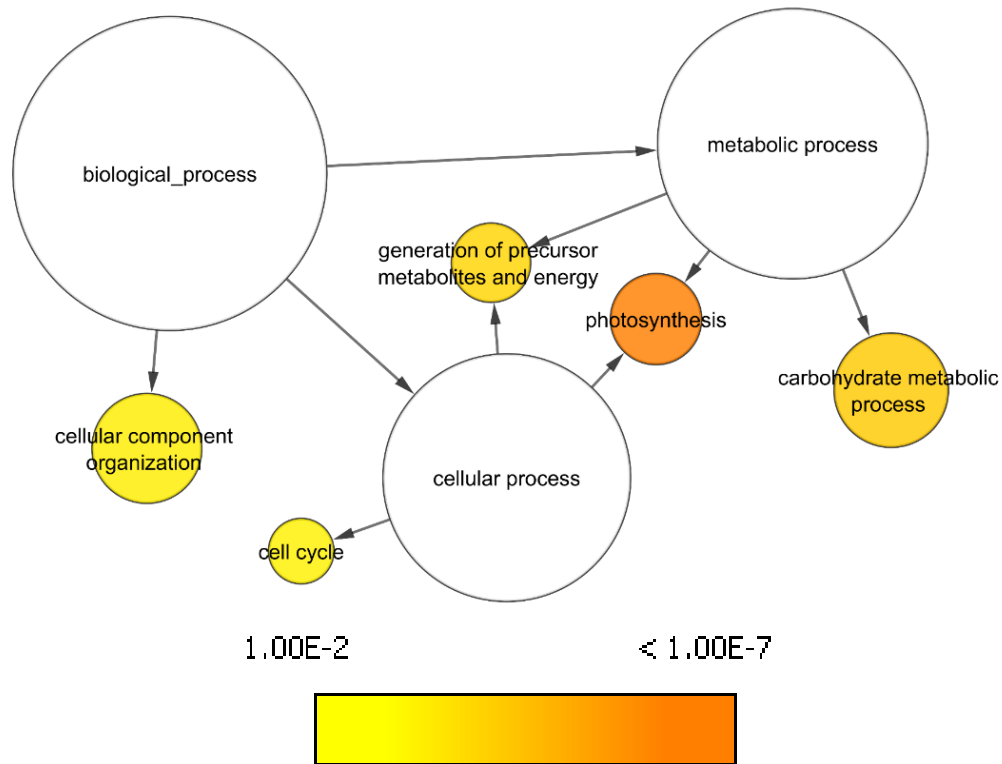 biological_process
metabolic process
generation of precursor
metabolites and energy
photosynthesis
carbohydrate metabolic
process
cellular component
organization
cellular process
cell cycle
1.00E-2
< 1.00E-7